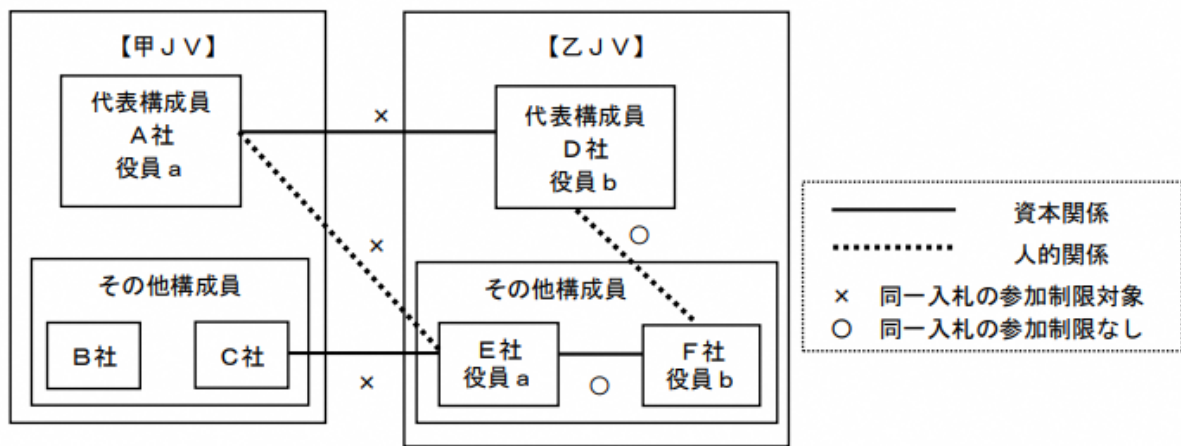 【甲ＪＶ】
代表構成員
Ａ社
役員ａ
その他構成員
Ｂ社
Ｃ社
×
×
×
【乙ＪＶ】
代表構成員
Ｄ社
役員ｂ
○
その他構成員
Ｅ社
役員ａ
○
Ｆ社
役員ｂ
資本関係
人的関係
× 同一入札の参加制限対象
○ 同一入札の参加制限なし